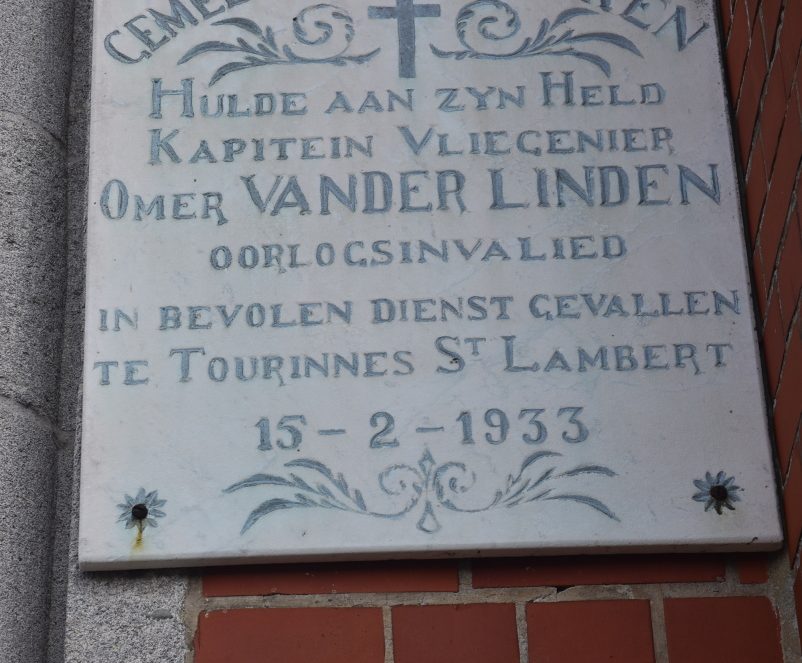 HULDE AAN ZYN HELD
KAPITEIN VLIEGENIER
OMER VANDER LINDEN
OORLOGSINVALIED
IN BEVOLEN DIENST GEVALLEN
TE TOURINNES ST LAMBERT
15-2-1933